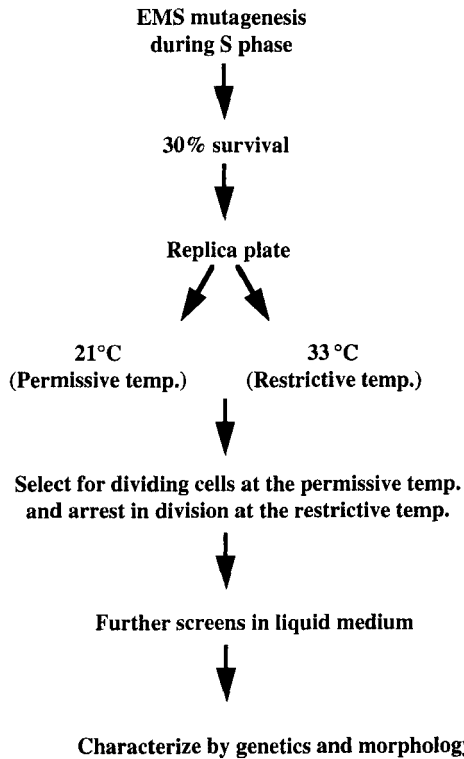 EMS mutagenesis
during S phase
30% survival
Replica plate
21°C
(Permissive temp.)
33 °C
(Restrictive temp.)
Select for dividing cells at the permissive temp.
and arrest in division at the restrictive temp.
Further screens in liquid medium
Characterize by genetics and morphology